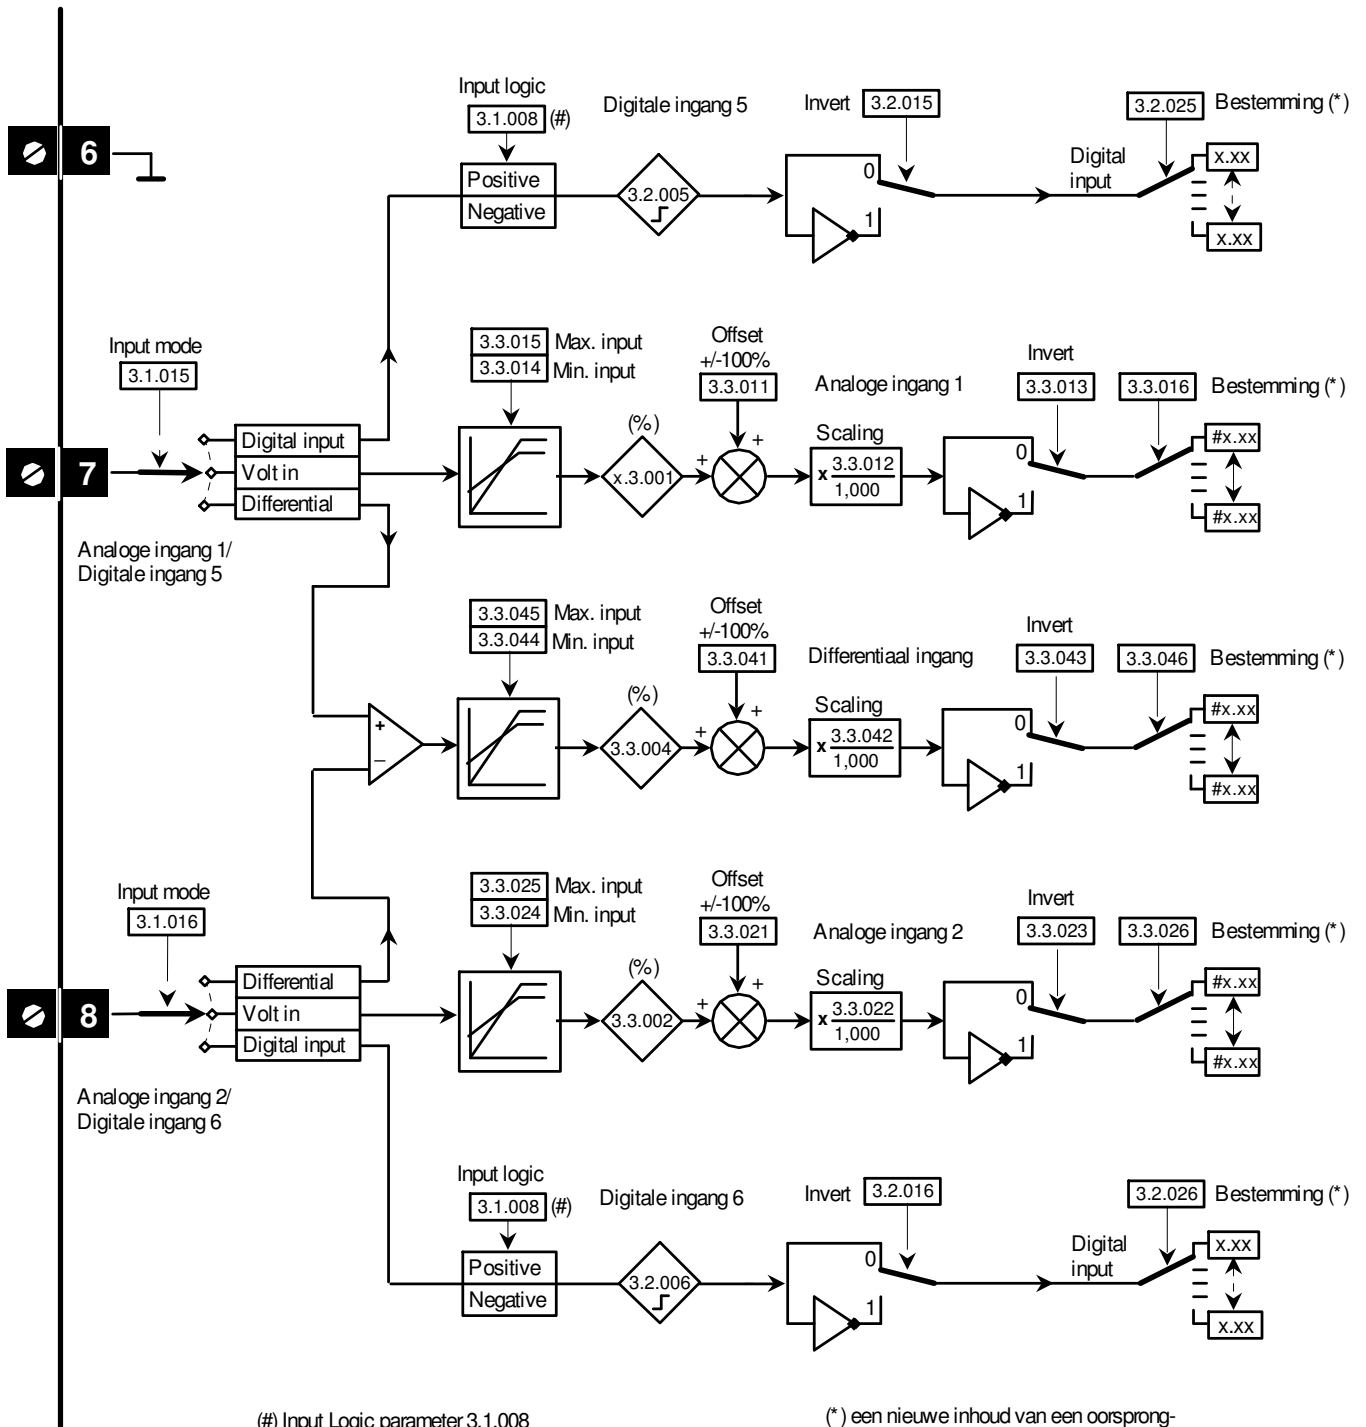 Input logic
3.1.008 (#)
Digitale ingang 5
Invert 3.2.015
3.2.025 Bestemming (*)
6
Positive
Negative
3.2.005
0
1
Digital
input
x.xx
x.xx
Input mode
3.1.015
3.3.015 Max. input
3.3.014 Min. input
Offset
+/-100%
3.3.011
Analoge ingang 1
Invert
3.3.013
3.3.016 Bestemming (*)
7
Digital input
Volt in
Differential
(%)
x.3.001
+
+
Scaling
x 3.3.012
1,000
0
1
#x.xx
#x.xx
Analoge ingang 1/
Digitale ingang 5
3.3.045 Max. input
3.3.044 Min. input
Offset
+/-100%
3.3.041
Differentiaal ingang
Invert
3.3.043
3.3.046 Bestemming (*)
+
–
(%)
3.3.004
+
+
Scaling
x 3.3.042
1,000
0
1
#x.xx
#x.xx
Input mode
3.1.016
3.3.025 Max. input
3.3.024 Min. input
Offset
+/-100%
3.3.021
Analoge ingang 2
Invert
3.3.023
3.3.026 Bestemming (*)
8
Differential
Volt in
Digital input
(%)
3.3.002
+
+
Scaling
x 3.3.022
1,000
0
1
#x.xx
#x.xx
Analoge ingang 2/
Digitale ingang 6
Input logic
3.1.008 (#)
Digitale ingang 6
Invert 3.2.016
3.2.026 Bestemming (*)
Positive
Negative
3.2.006
0
1
Digital
input
x.xx
x.xx
(#) Input Logic parameter 3.1.008
(*) een nieuwe inhoud van een oorsprong-